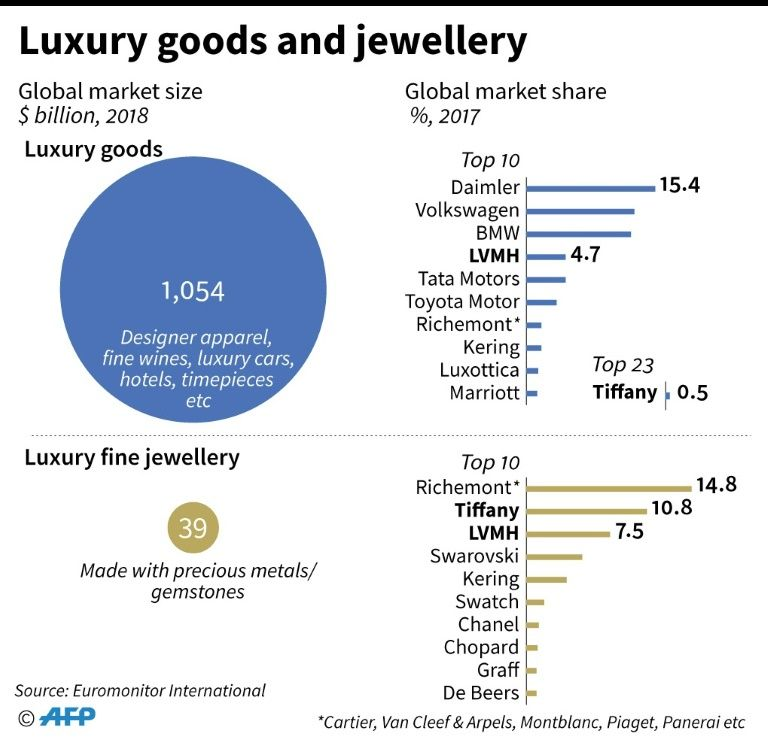 Luxury goods and jewellery
Global market size
$ billion, 2018
Luxury goods
1,054
Designer apparel,
fine wines, luxury cars,
hotels, timepieces
etc
Global market share
%, 2017
Top 10
Daimler 15.4
Volkswagen
BMW
LVMH 4.7
Tata Motors
Toyota Motor
Richemont*
Kering
Luxottica
Marriott
Top 23
Tiffany 0.5
Luxury fine jewellery
39
Made with precious metals/
gemstones
Top 10
Richemont* 14.8
Tiffany 10.8
LVMH 7.5
Swarovski
Kering
Swatch
Chanel
Chopard
Graff
De Beers
Source: Euromonitor International
© AFP
*Cartier, Van Cleef & Arpels, Montblanc, Piaget, Panerai etc